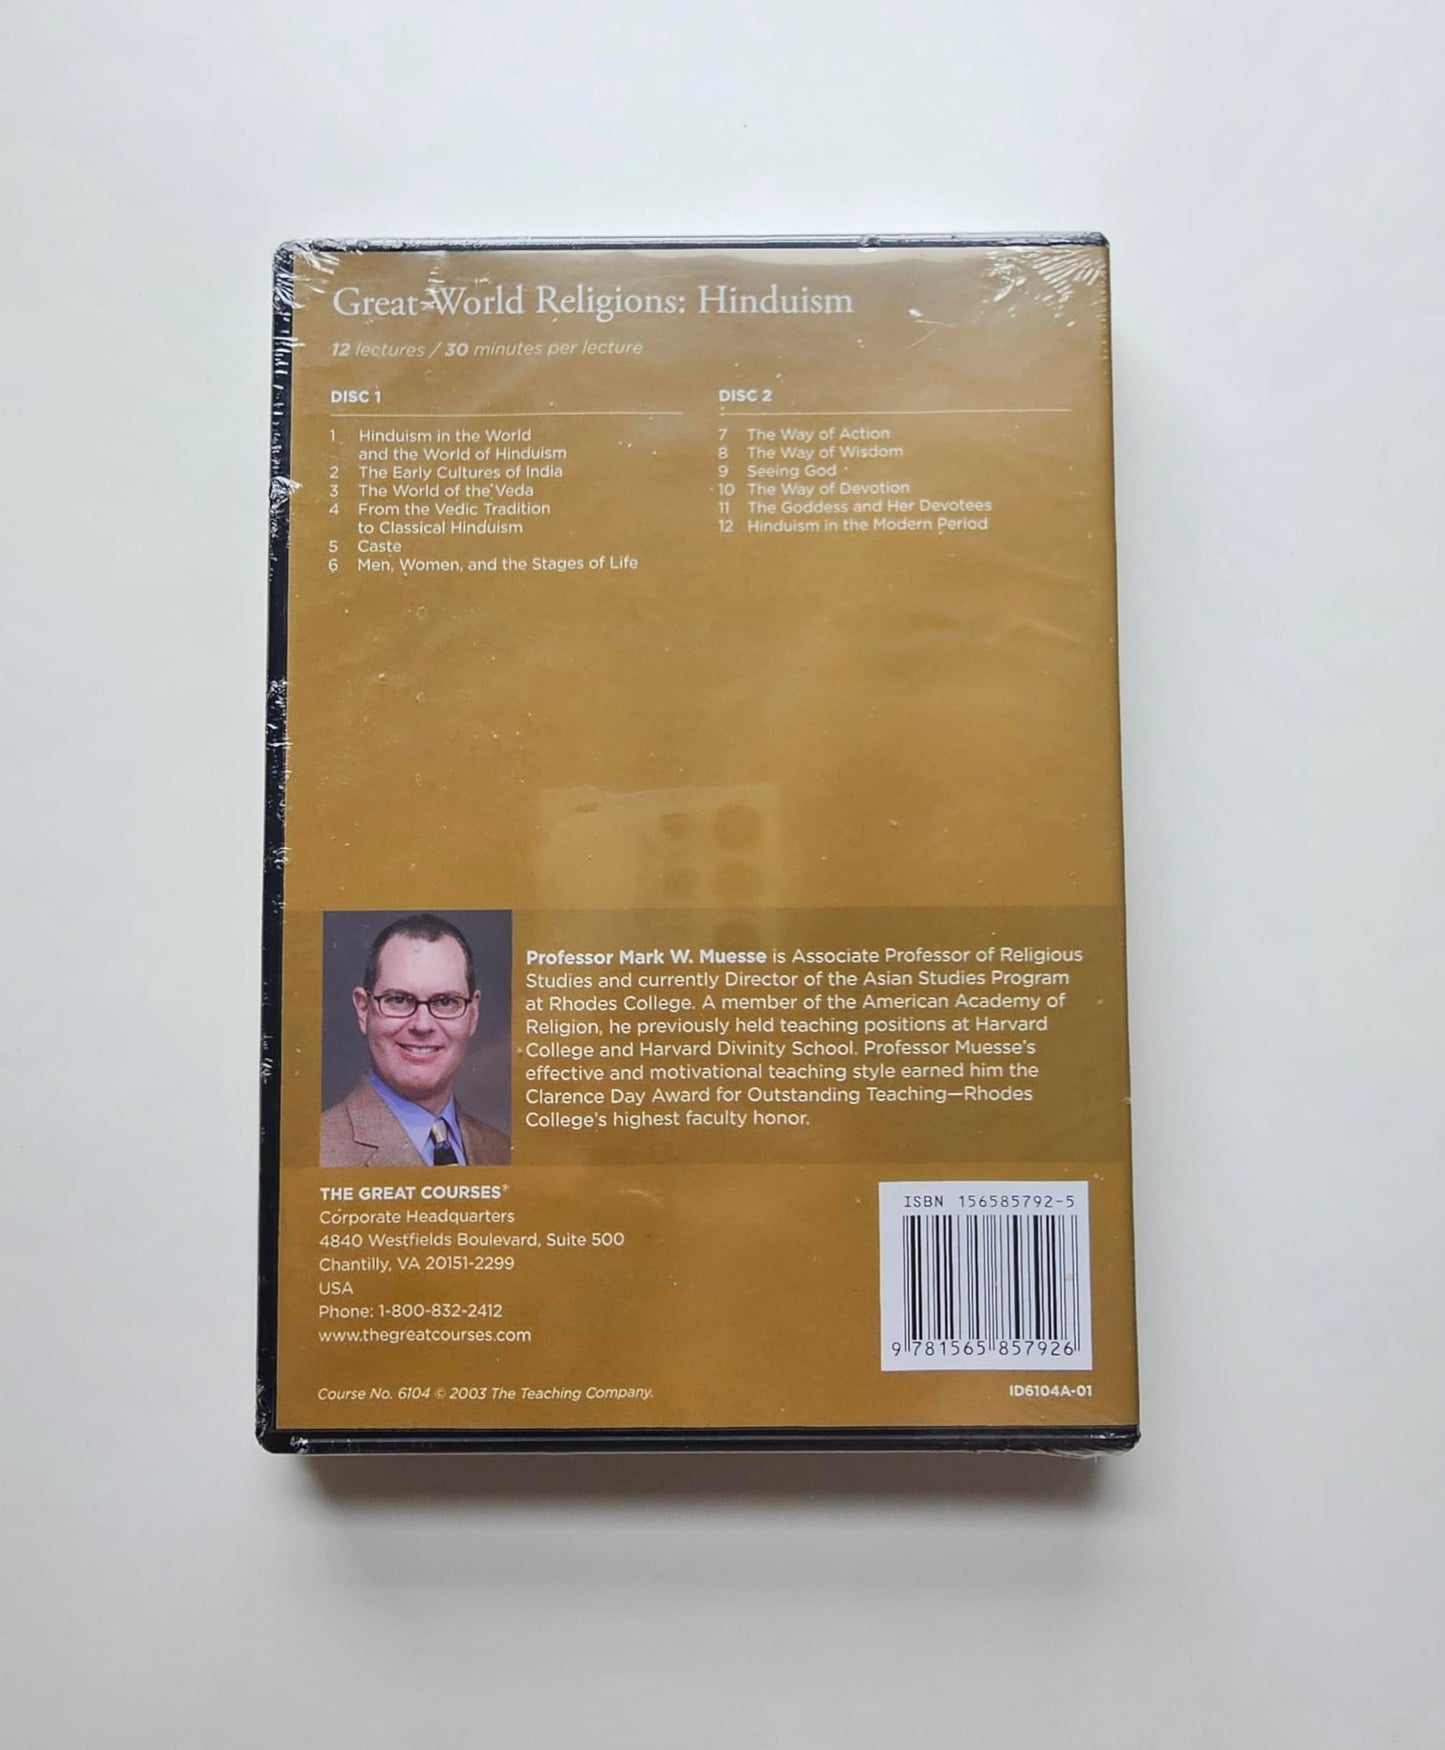 Great World Religions: Hinduism
12 lectures / 30 minutes per lecture
DISC 1
1 Hinduism in the World
and the World of Hinduism
2 The Early Cultures of India
3 The World of the Veda
4 From the Vedic Tradition
to Classical Hinduism
5 Caste
6 Men, Women, and the Stages of Life
DISC 2
7 The Way of Action
8 The Way of Wisdom
9 Seeing God
10 The Way of Devotion
11 The Goddess and Her Devotees
12 Hinduism in the Modern Period
Professor Mark W. Muesse is Associate Professor of Religious
Studies and currently Director of the Asian Studies Program
at Rhodes College. A member of the American Academy of
Religion, he previously held teaching positions at Harvard
College and Harvard Divinity School. Professor Muesse's
effective and motivational teaching style earned him the
Clarence Day Award for Outstanding Teaching—Rhodes
College's highest faculty honor.
THE GREAT COURSES®
Corporate Headquarters
4840 Westfields Boulevard, Suite 500
Chantilly, VA 20151-2299
USA
Phone: 1-800-832-2412
www.thegreatcourses.com
Course No. 6104 © 2003 The Teaching Company.
ISBN 156585792-5
9 781565 857926
ID6104A-01